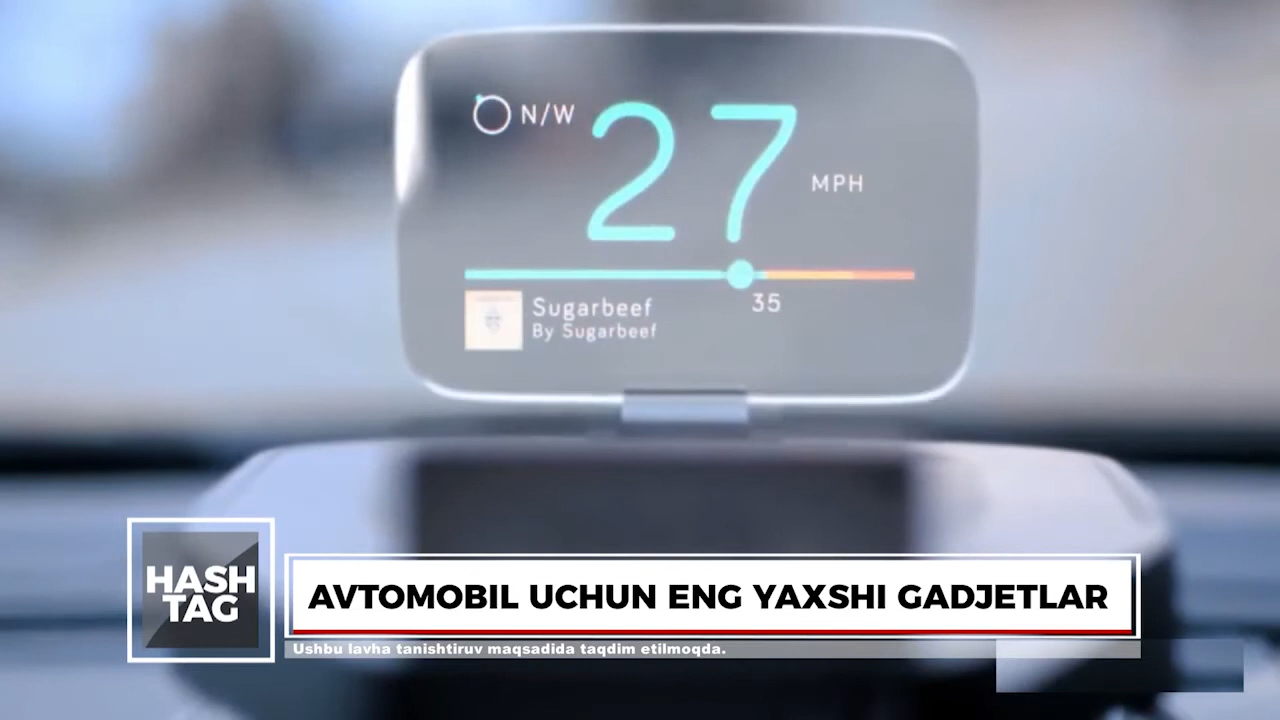 N/W
27
MPH
35
Sugarbeef
By Sugarbeef
HASH
TAG
AVTOMOBIL UCHUN ENG YAXSHI GADJETLAR
Ushbu lavha tanishtiruv maqsadida taqdim etilmoqda.